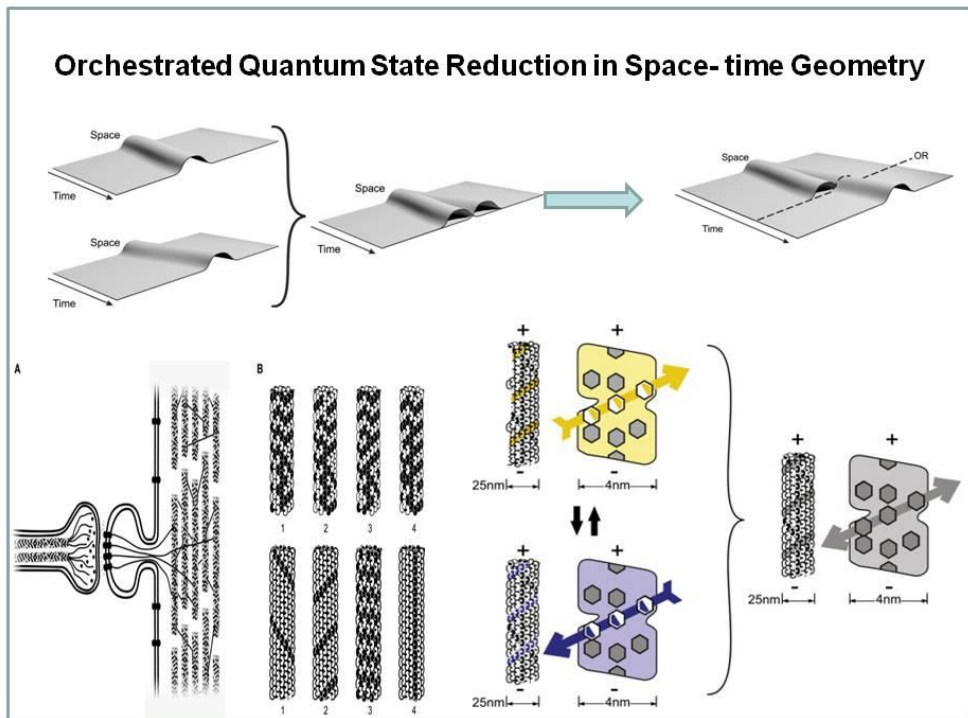 Orchestrated Quantum State Reduction in Space- time Geometry
Space
Time
Space
Time
Space
Time
Space
OR
Time
A
B
1 2 3 4
1 2 3 4
+ +
- -
25nm 4nm
+ +
- -
25nm 4nm
+ +
- -
25nm 4nm